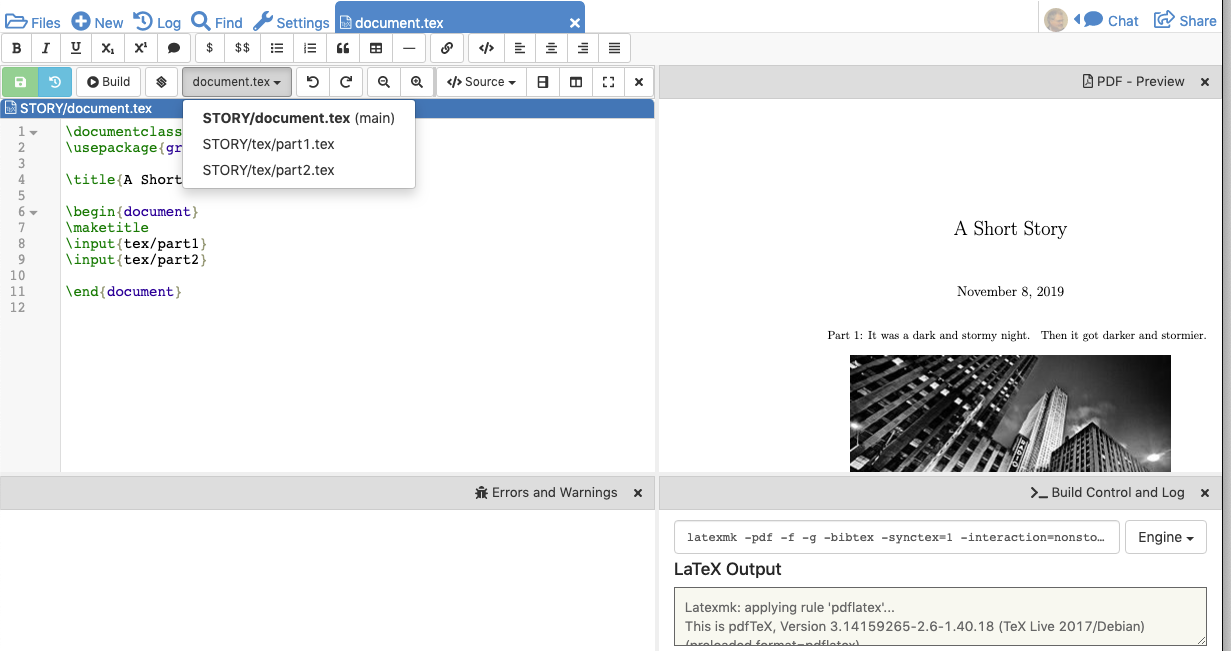 Files New Log Find Settings document.tex Chat Share
B I U X₁ X¹ $ $$
Build document.tex Source PDF - Preview
STORY/document.tex
STORY/document.tex (main)
STORY/tex/part1.tex
STORY/tex/part2.tex
1 \documentclass
2 \usepackage{gr
3
4 \title{A Short
5
6 \begin{document}
7 \maketitle
8 \input{tex/part1}
9 \input{tex/part2}
10
11 \end{document}
12
A Short Story
November 8, 2019
Part 1: It was a dark and stormy night. Then it got darker and stormier.
Errors and Warnings
Build Control and Log
latexmk -pdf -f -g -bibtex -synctex=1 -interaction=nonsto…
Engine
LaTeX Output
Latexmk: applying rule 'pdflatex'...
This is pdfTeX, Version 3.14159265-2.6-1.40.18 (TeX Live 2017/Debian)
(preloaded format=pdflatex)